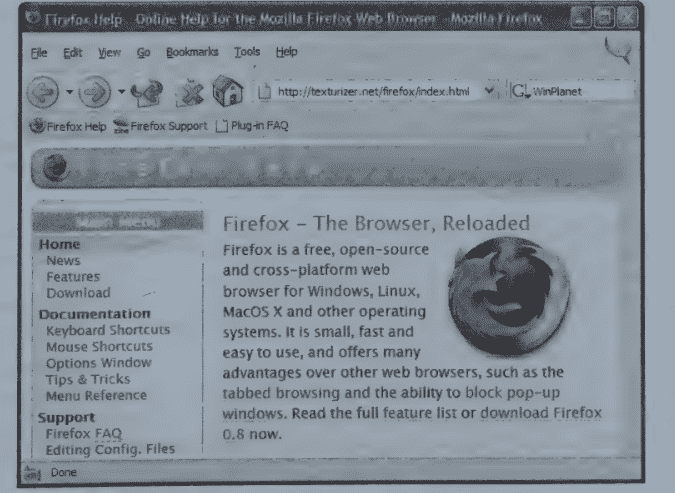 Firefox Help - Online Help for the Mozilla Firefox Web Browser - Mozilla Firefox
File Edit View Go Bookmarks Tools Help
http://texturizer.net/firefox/index.html
G WinPlanet
Firefox Help Firefox Support Plug-in FAQ
Firefox - The Browser, Reloaded
Home
News
Features
Download
Documentation
Keyboard Shortcuts
Mouse Shortcuts
Options Window
Tips & Tricks
Menu Reference
Support
Firefox FAQ
Editing Config. Files
Firefox is a free, open-source
and cross-platform web
browser for Windows, Linux,
MacOS X and other operating
systems. It is small, fast and
easy to use, and offers many
advantages over other web browsers, such as the
tabbed browsing and the ability to block pop-up
windows. Read the full feature list or download Firefox
0.8 now.
Done